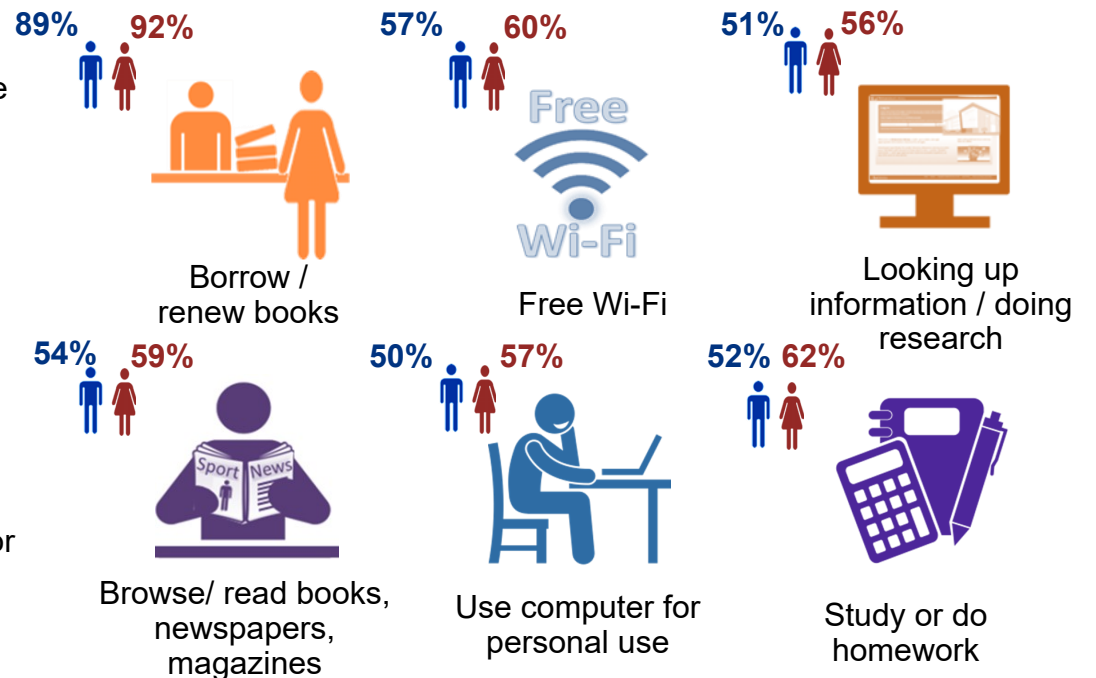 89% 92%
57% 60%
51% 56%
e
Free
Wi-Fi
Borrow /
renew books
Free Wi-Fi
Looking up
information / doing
research
54% 59%
50% 57%
52% 62%
Sport News
or
Browse/ read books,
newspapers,
magazines
Use computer for
personal use
Study or do
homework